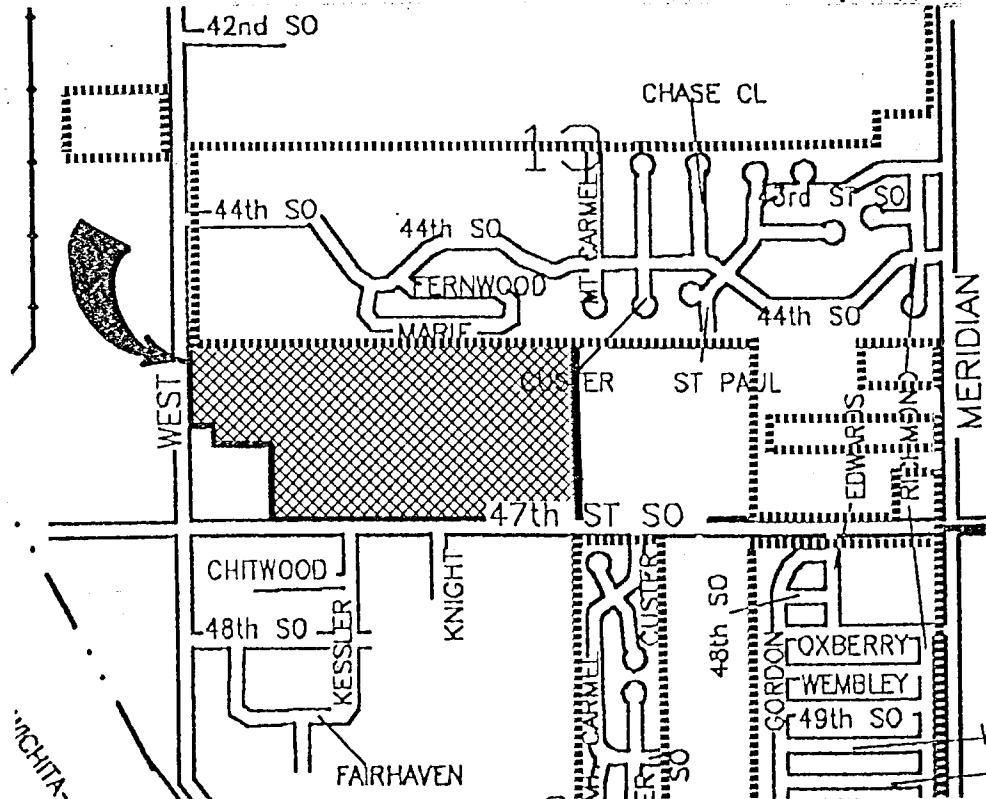 42nd SO
CHASE CL
13
MT CARMEL
43rd ST SO
44th SO
44th SO
FERNWOOD
MARIE
44th SO
MERIDIAN
WEST
CUSTER
ST PAUL
EDWARDS
RICHMOND
47th ST SO
CHITWOOD
KESSLER
KNIGHT
CUSTER
48th SO
48th SO
GORDON
OXBERRY
WEMBLEY
49th SO
CARMEL
SO
FAIRHAVEN
WICHITA-